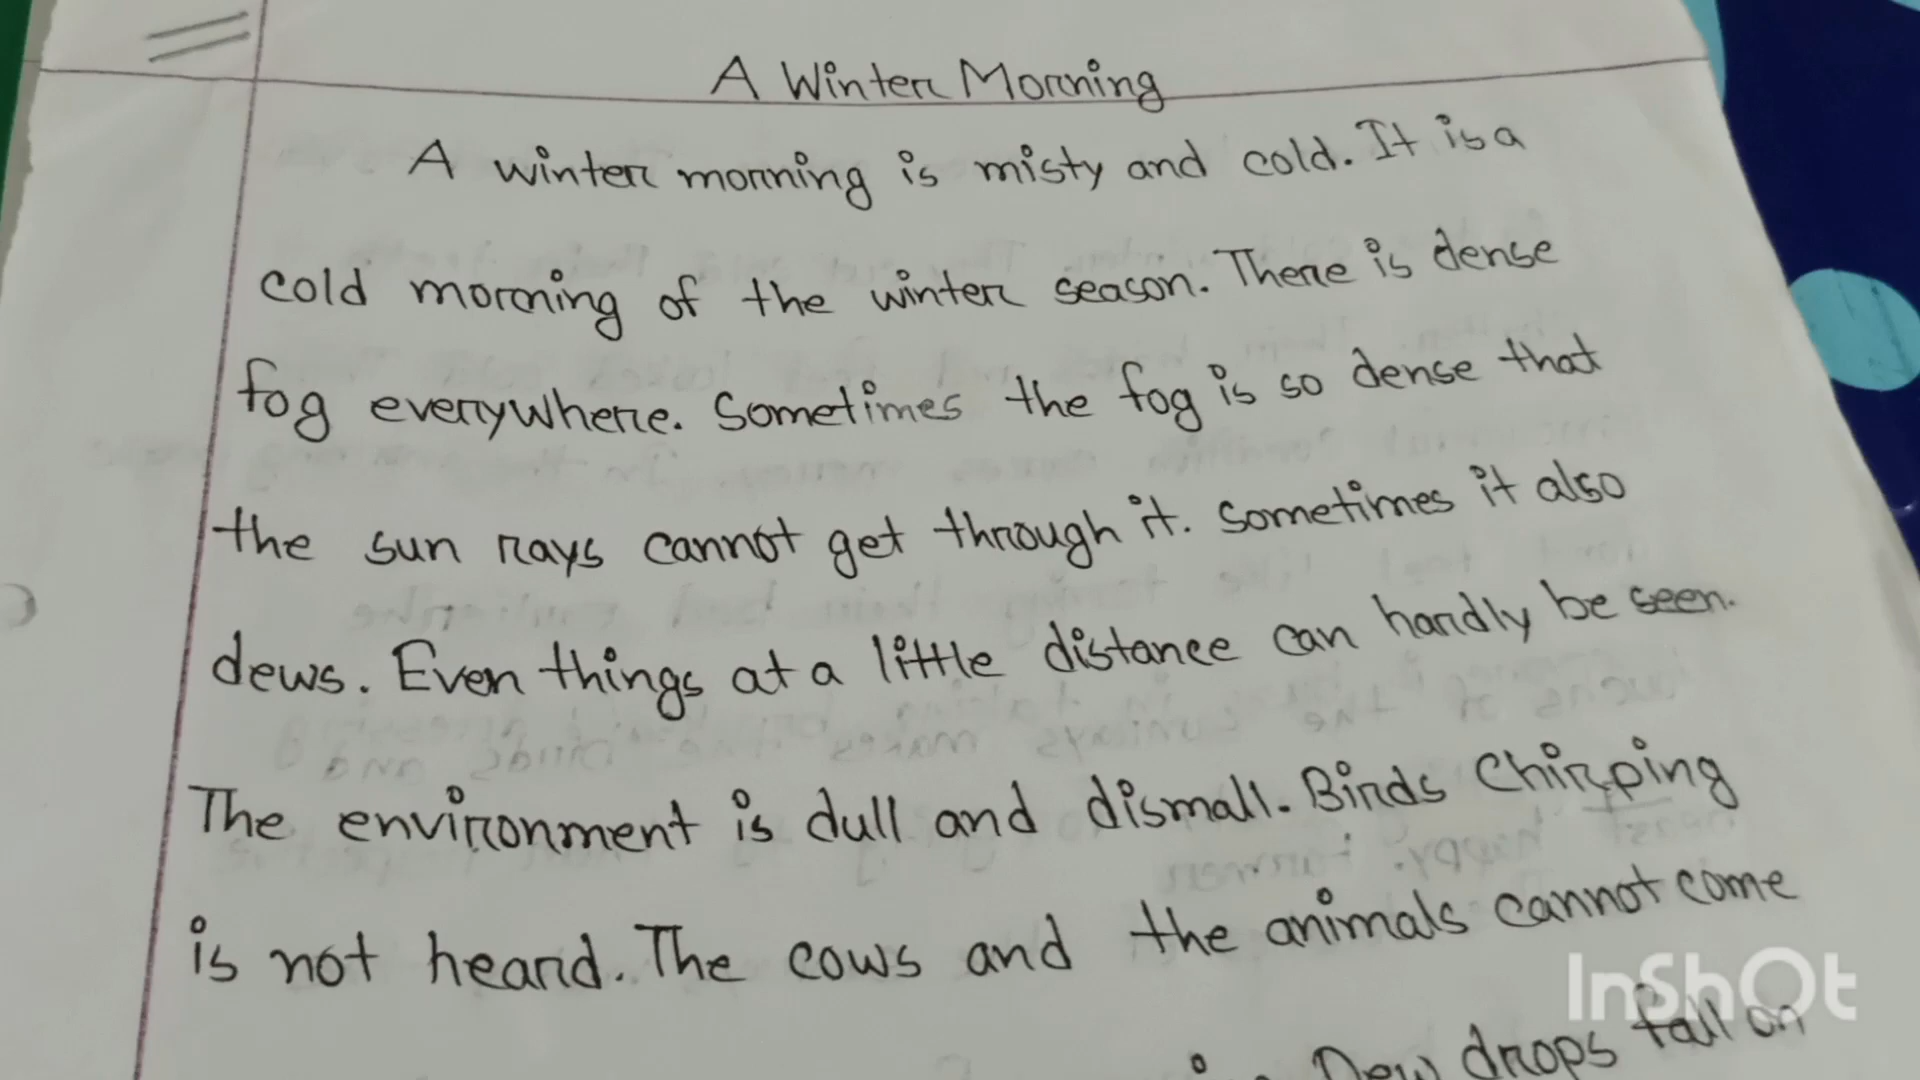 A Winter Morning
A winter morning is misty and cold. It is a
cold morning of the winter season. There is dense
fog everywhere. Sometimes the fog is so dense that
the sun rays cannot get through it. Sometimes it also
dews. Even things at a little distance can hardly be seen.
The environment is dull and dismall. Birds Chirping
is not heard. The cows and the animals cannot come
Dew drops fall on
InShOt